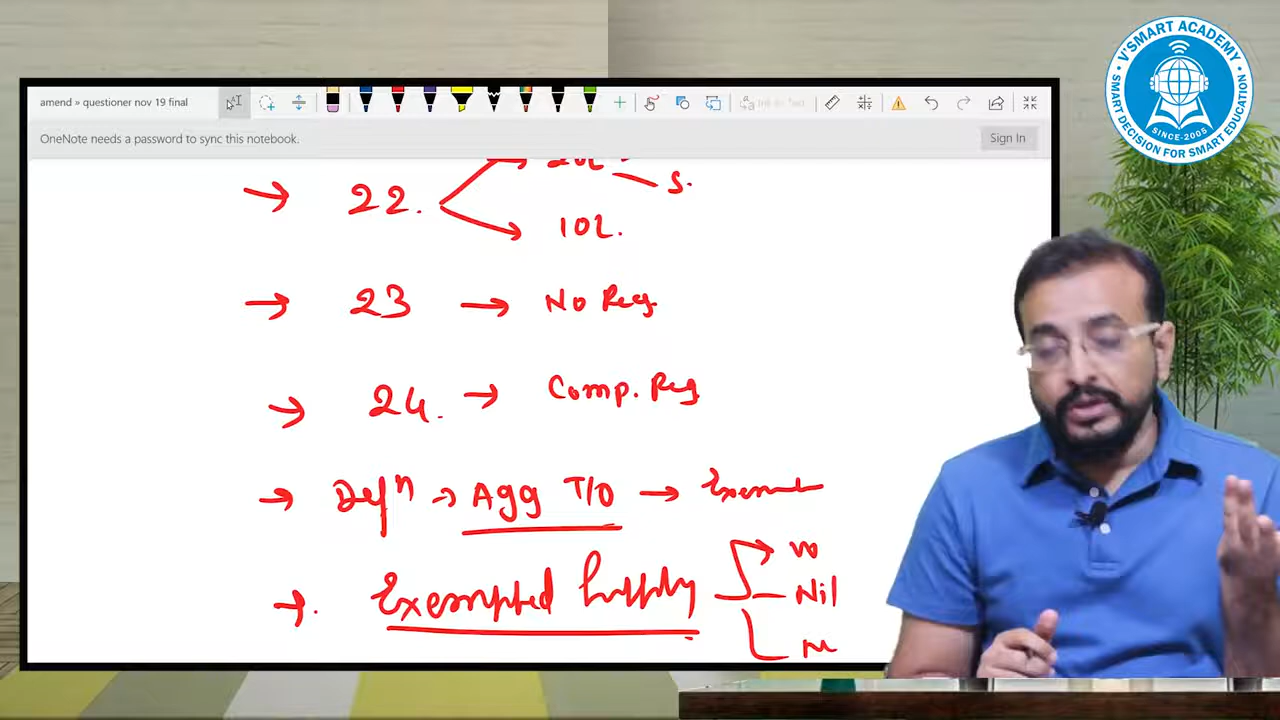 V'SMART ACADEMY
SMART DECISION FOR SMART EDUCATION
SINCE-2005
amend » questioner nov 19 final
OneNote needs a password to sync this notebook.
Sign In
→ 22. S.
→ 10L.
→ 23 → No Reg.
→ 24. → Comp. Reg
→ Defn → Agg T/O →
→. Exempted Supply → w
Nil